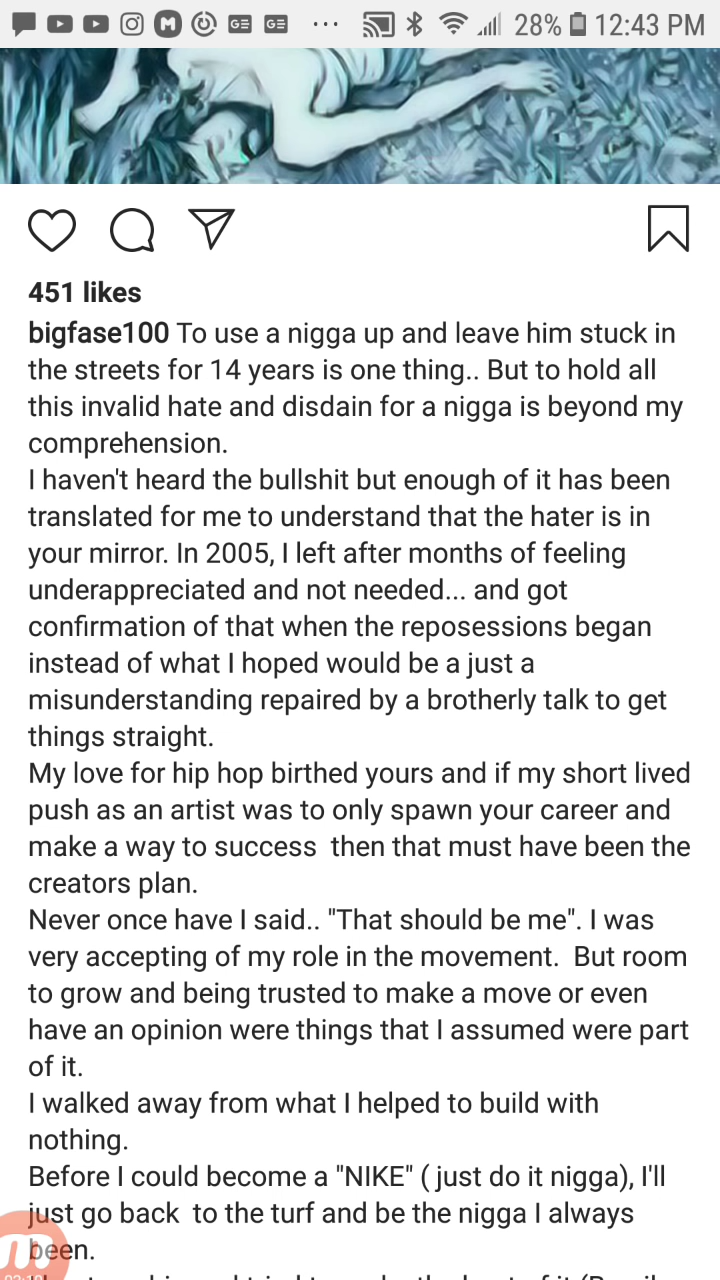 28% 12:43 PM
451 likes
bigfase100 To use a nigga up and leave him stuck in
the streets for 14 years is one thing.. But to hold all
this invalid hate and disdain for a nigga is beyond my
comprehension.
I haven't heard the bullshit but enough of it has been
translated for me to understand that the hater is in
your mirror. In 2005, I left after months of feeling
underappreciated and not needed... and got
confirmation of that when the reposessions began
instead of what I hoped would be a just a
misunderstanding repaired by a brotherly talk to get
things straight.
My love for hip hop birthed yours and if my short lived
push as an artist was to only spawn your career and
make a way to success  then that must have been the
creators plan.
Never once have I said.. "That should be me". I was
very accepting of my role in the movement.  But room
to grow and being trusted to make a move or even
have an opinion were things that I assumed were part
of it.
I walked away from what I helped to build with
nothing.
Before I could become a "NIKE" ( just do it nigga), I'll
just go back  to the turf and be the nigga I always
been.